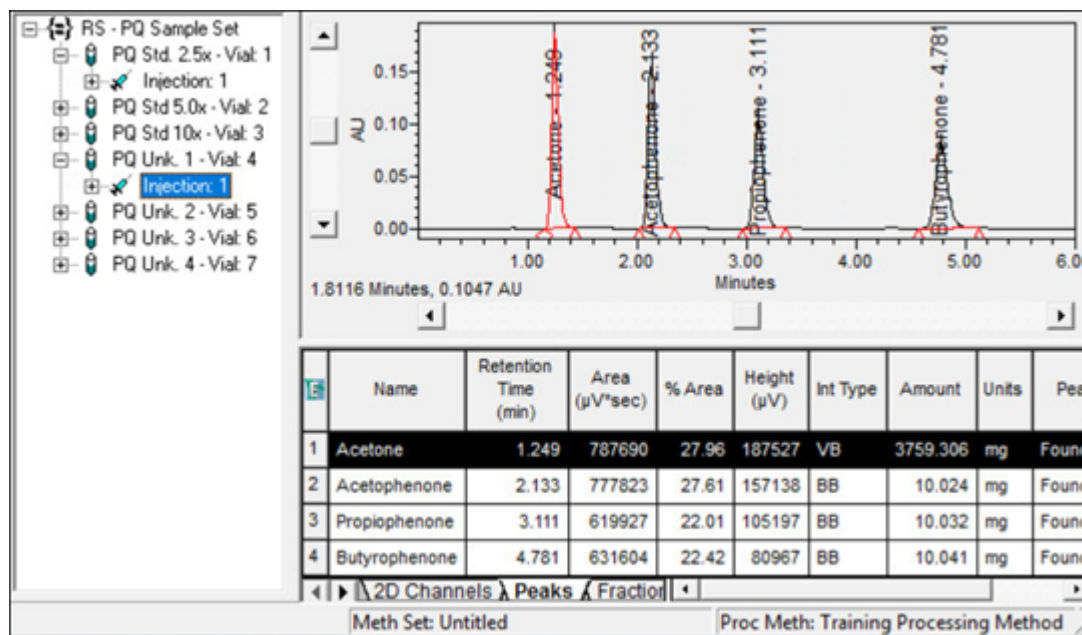 RS - PQ Sample Set
PQ Std. 2.5x - Vial: 1
Injection: 1
PQ Std 5.0x - Vial: 2
PQ Std 10x - Vial: 3
PQ Unk. 1 - Vial: 4
Injection: 1
PQ Unk. 2 - Vial: 5
PQ Unk. 3 - Vial: 6
PQ Unk. 4 - Vial: 7
AU
0.15
0.10
0.05
0.00
Acetone - 1.249
Acetophenone - 2.133
Propiophenone - 3.111
Butyrophenone - 4.781
1.00 2.00 3.00 4.00 5.00 6.0
Minutes
1.8116 Minutes, 0.1047 AU
Name Retention Time (min) Area (µV*sec) % Area Height (µV) Int Type Amount Units Pea
1 Acetone 1.249 787690 27.96 187527 VB 3759.306 mg Foun
2 Acetophenone 2.133 777823 27.61 157138 BB 10.024 mg Foun
3 Propiophenone 3.111 619927 22.01 105197 BB 10.032 mg Foun
4 Butyrophenone 4.781 631604 22.42 80967 BB 10.041 mg Foun
2D Channels Peaks Fraction
Meth Set: Untitled Proc Meth: Training Processing Method